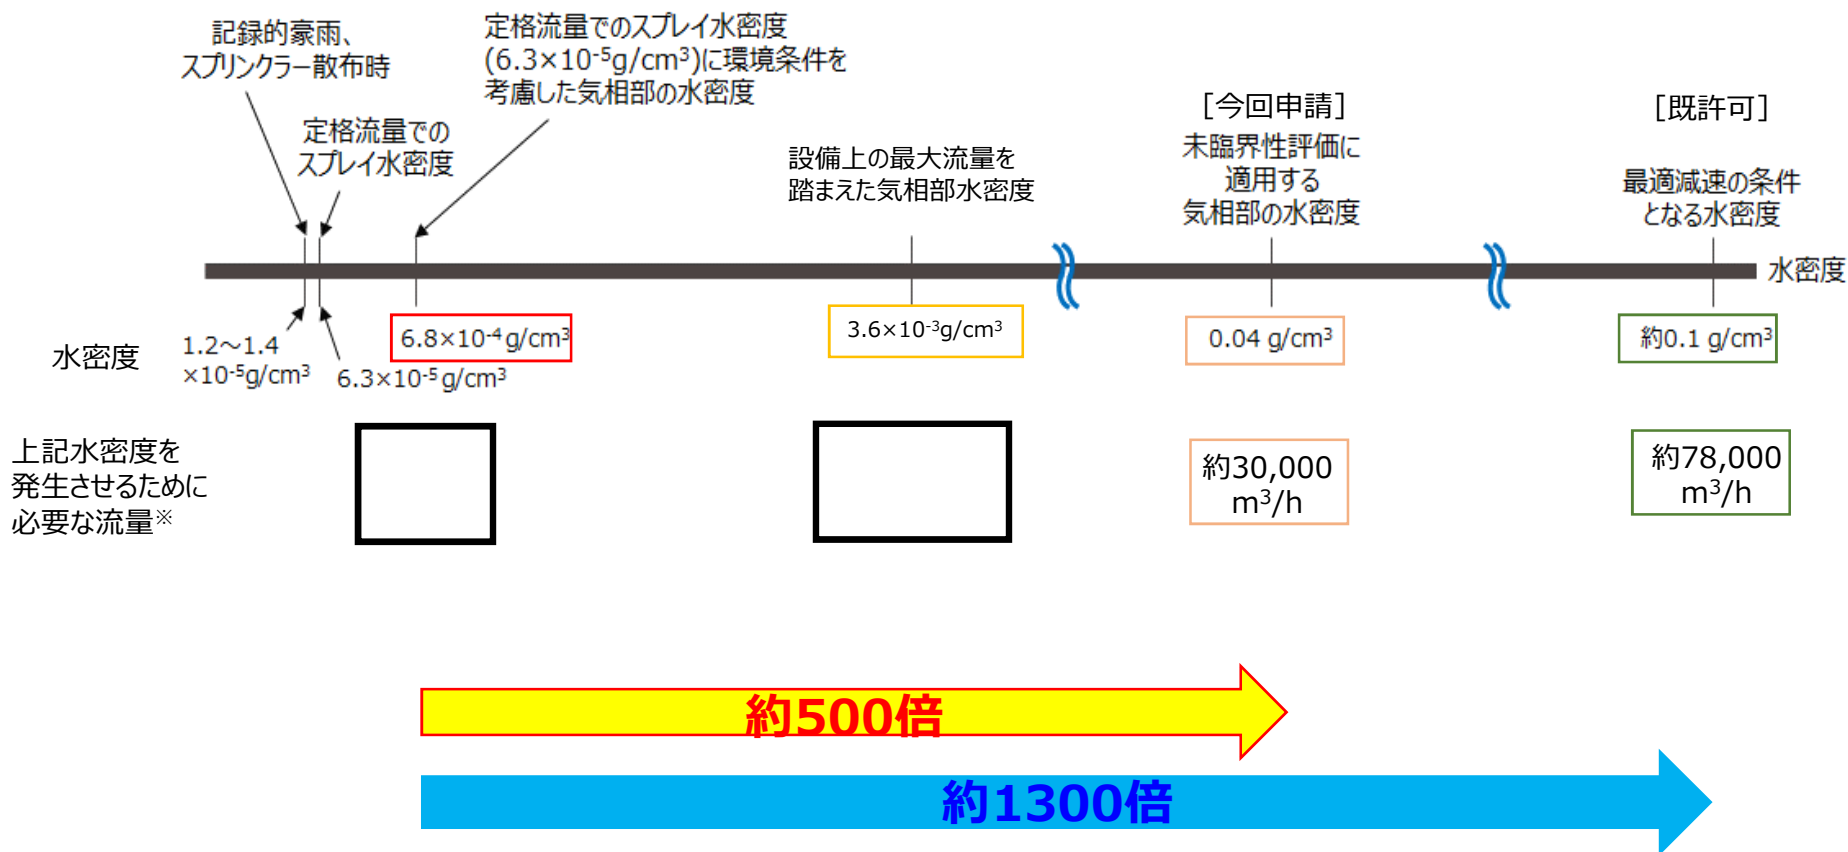 記録的豪雨、
スプリンクラー散布時
定格流量での
スプレイ水密度
定格流量でのスプレイ水密度
(6.3×10⁻⁵g/cm³)に環境条件を
考慮した気相部の水密度
設備上の最大流量を
踏まえた気相部水密度
［今回申請］
未臨界性評価に
適用する
気相部の水密度
［既許可］
最適減速の条件
となる水密度
水密度
水密度
1.2～1.4
×10⁻⁵g/cm³
6.3×10⁻⁵g/cm³
6.8×10⁻⁴g/cm³
3.6×10⁻³g/cm³
0.04 g/cm³
約0.1 g/cm³
上記水密度を
発生させるために
必要な流量※
約30,000
m³/h
約78,000
m³/h
約500倍
約1300倍